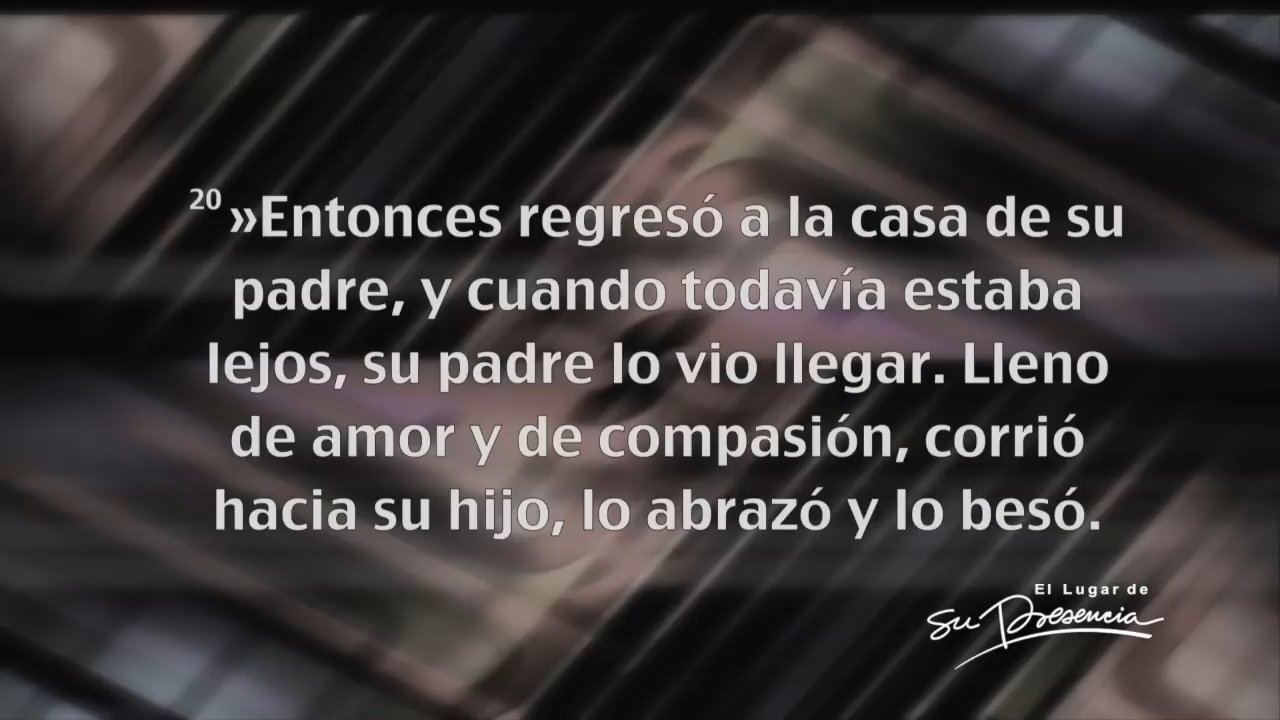 20 »Entonces regresó a la casa de su
padre, y cuando todavía estaba
lejos, su padre lo vio llegar. Lleno
de amor y de compasión, corrió
hacia su hijo, lo abrazó y lo besó.
El Lugar de
Su Presencia